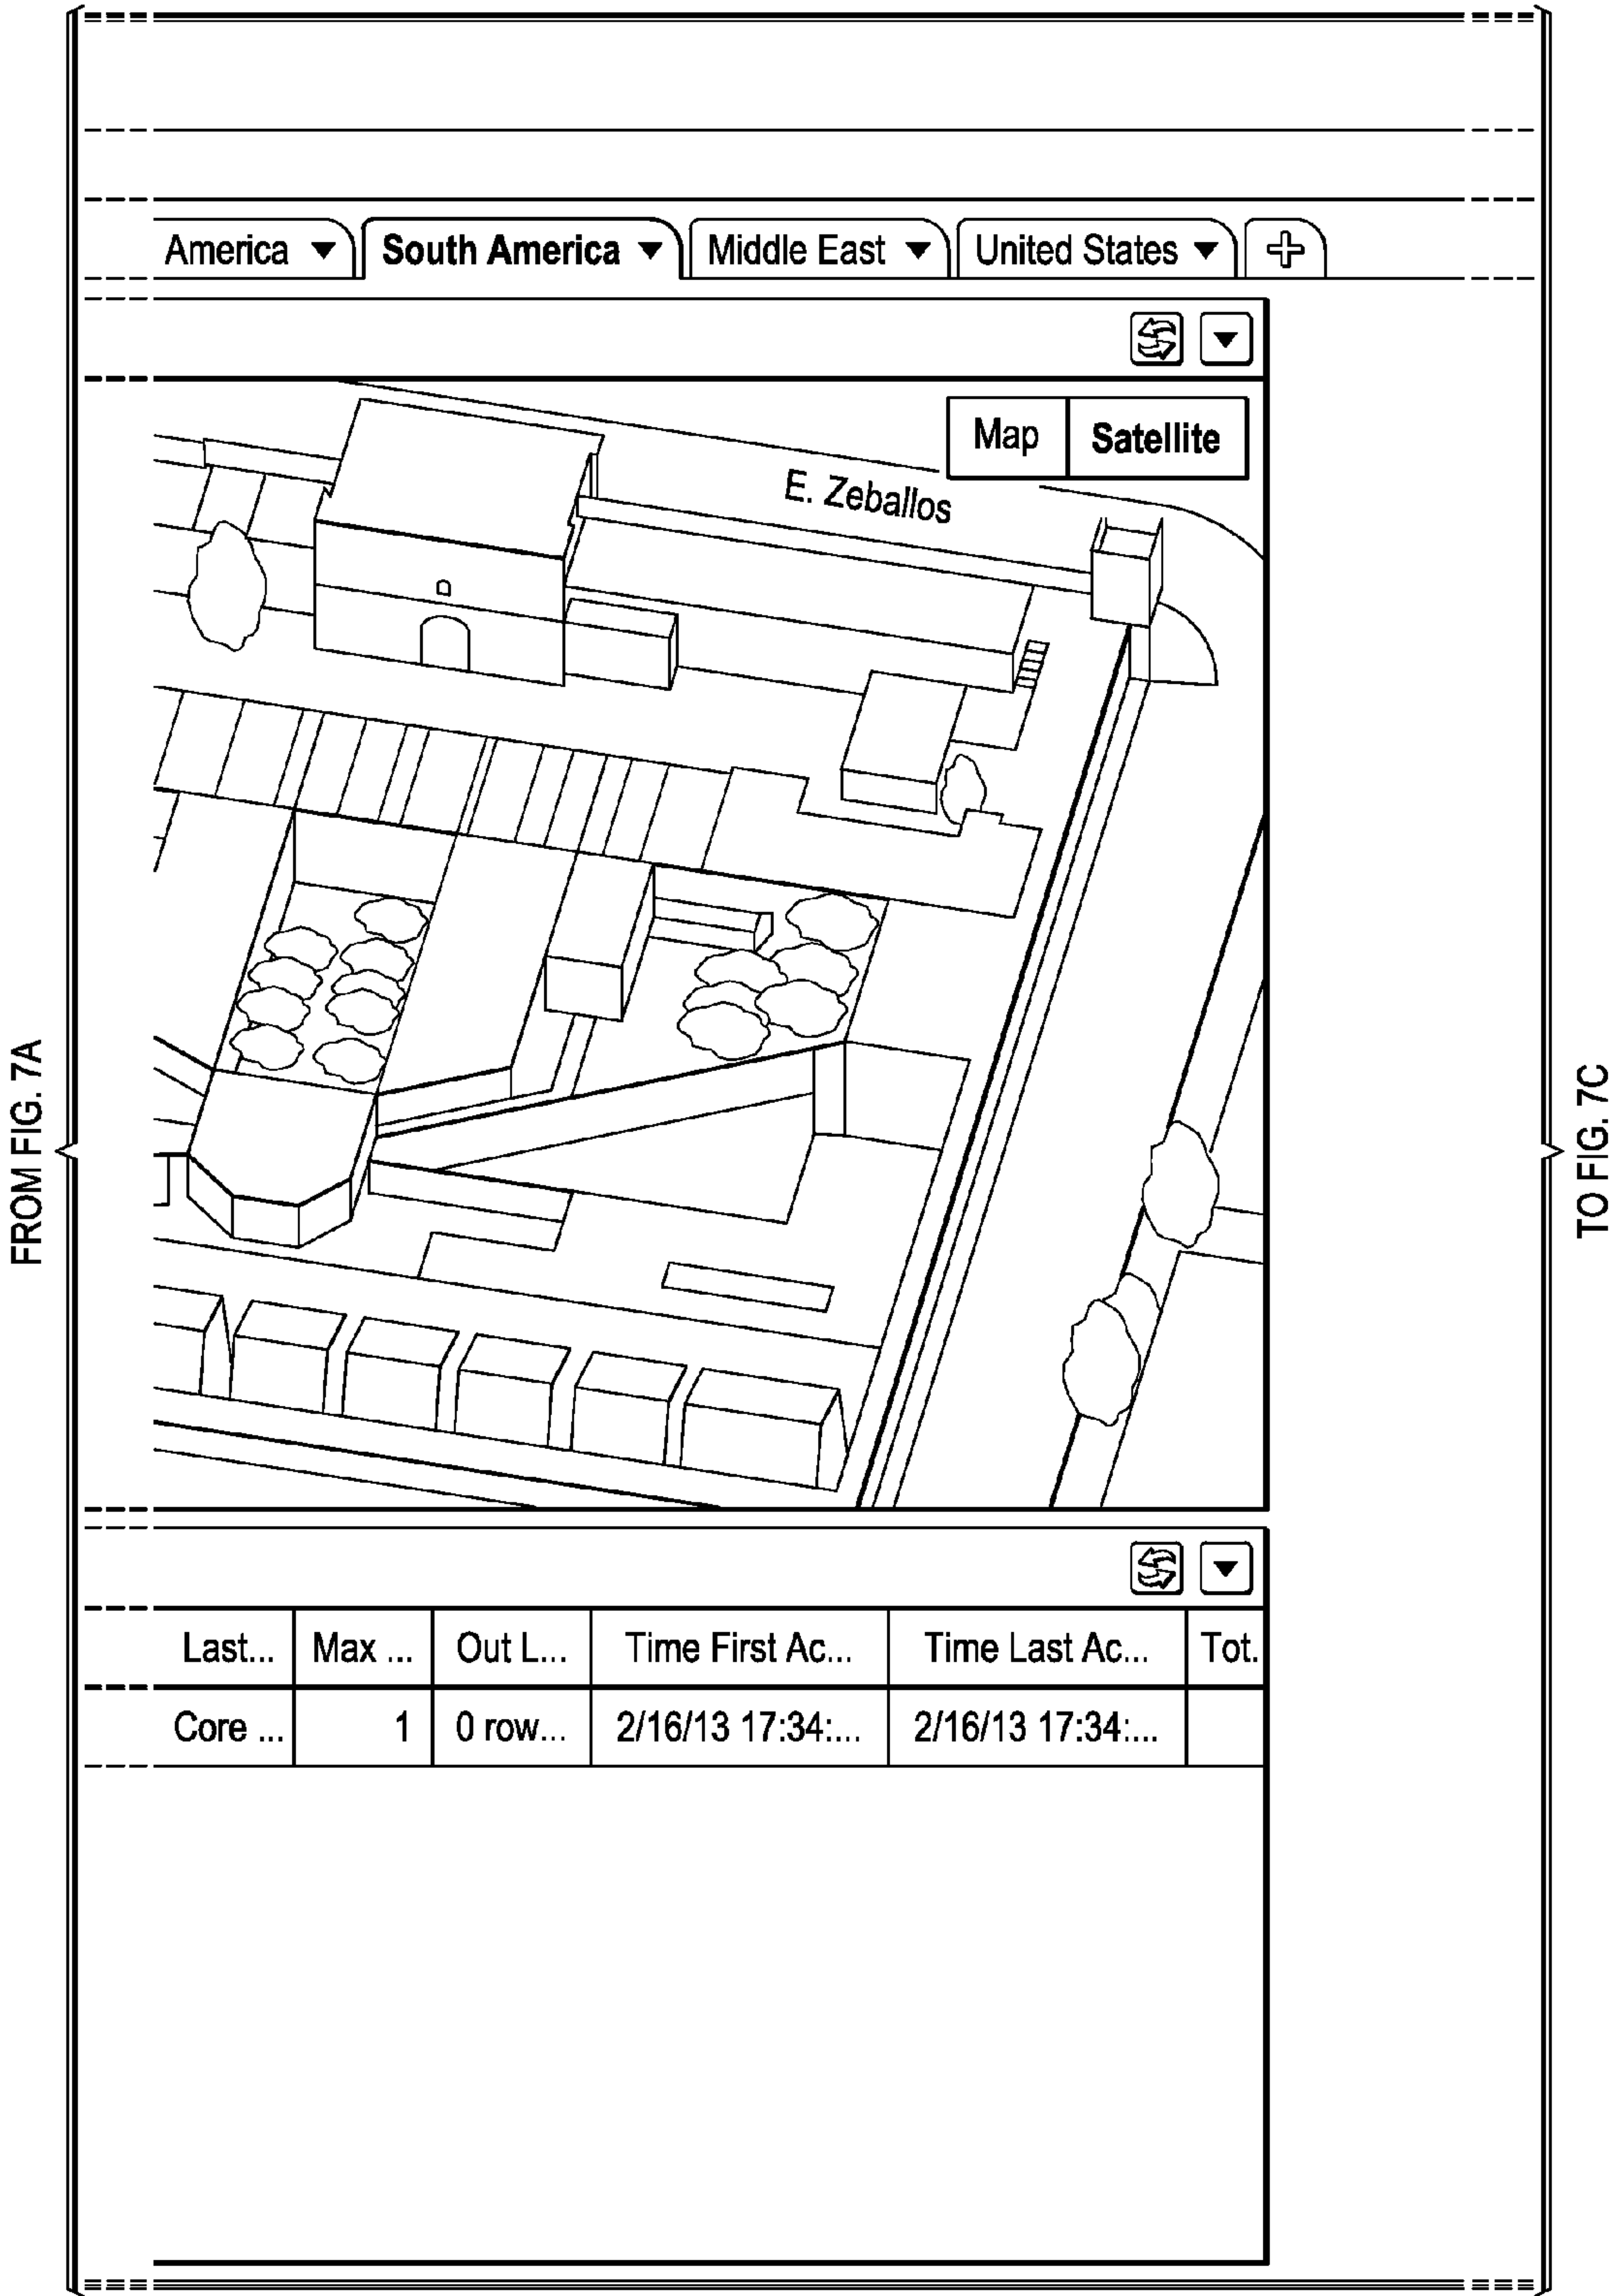 America South America Middle East United States
Map Satellite
E. Zeballos
FROM FIG. 7A
TO FIG. 7C
Last... Max ... Out L... Time First Ac... Time Last Ac... Tot.
Core ... 1 0 row... 2/16/13 17:34:... 2/16/13 17:34:...